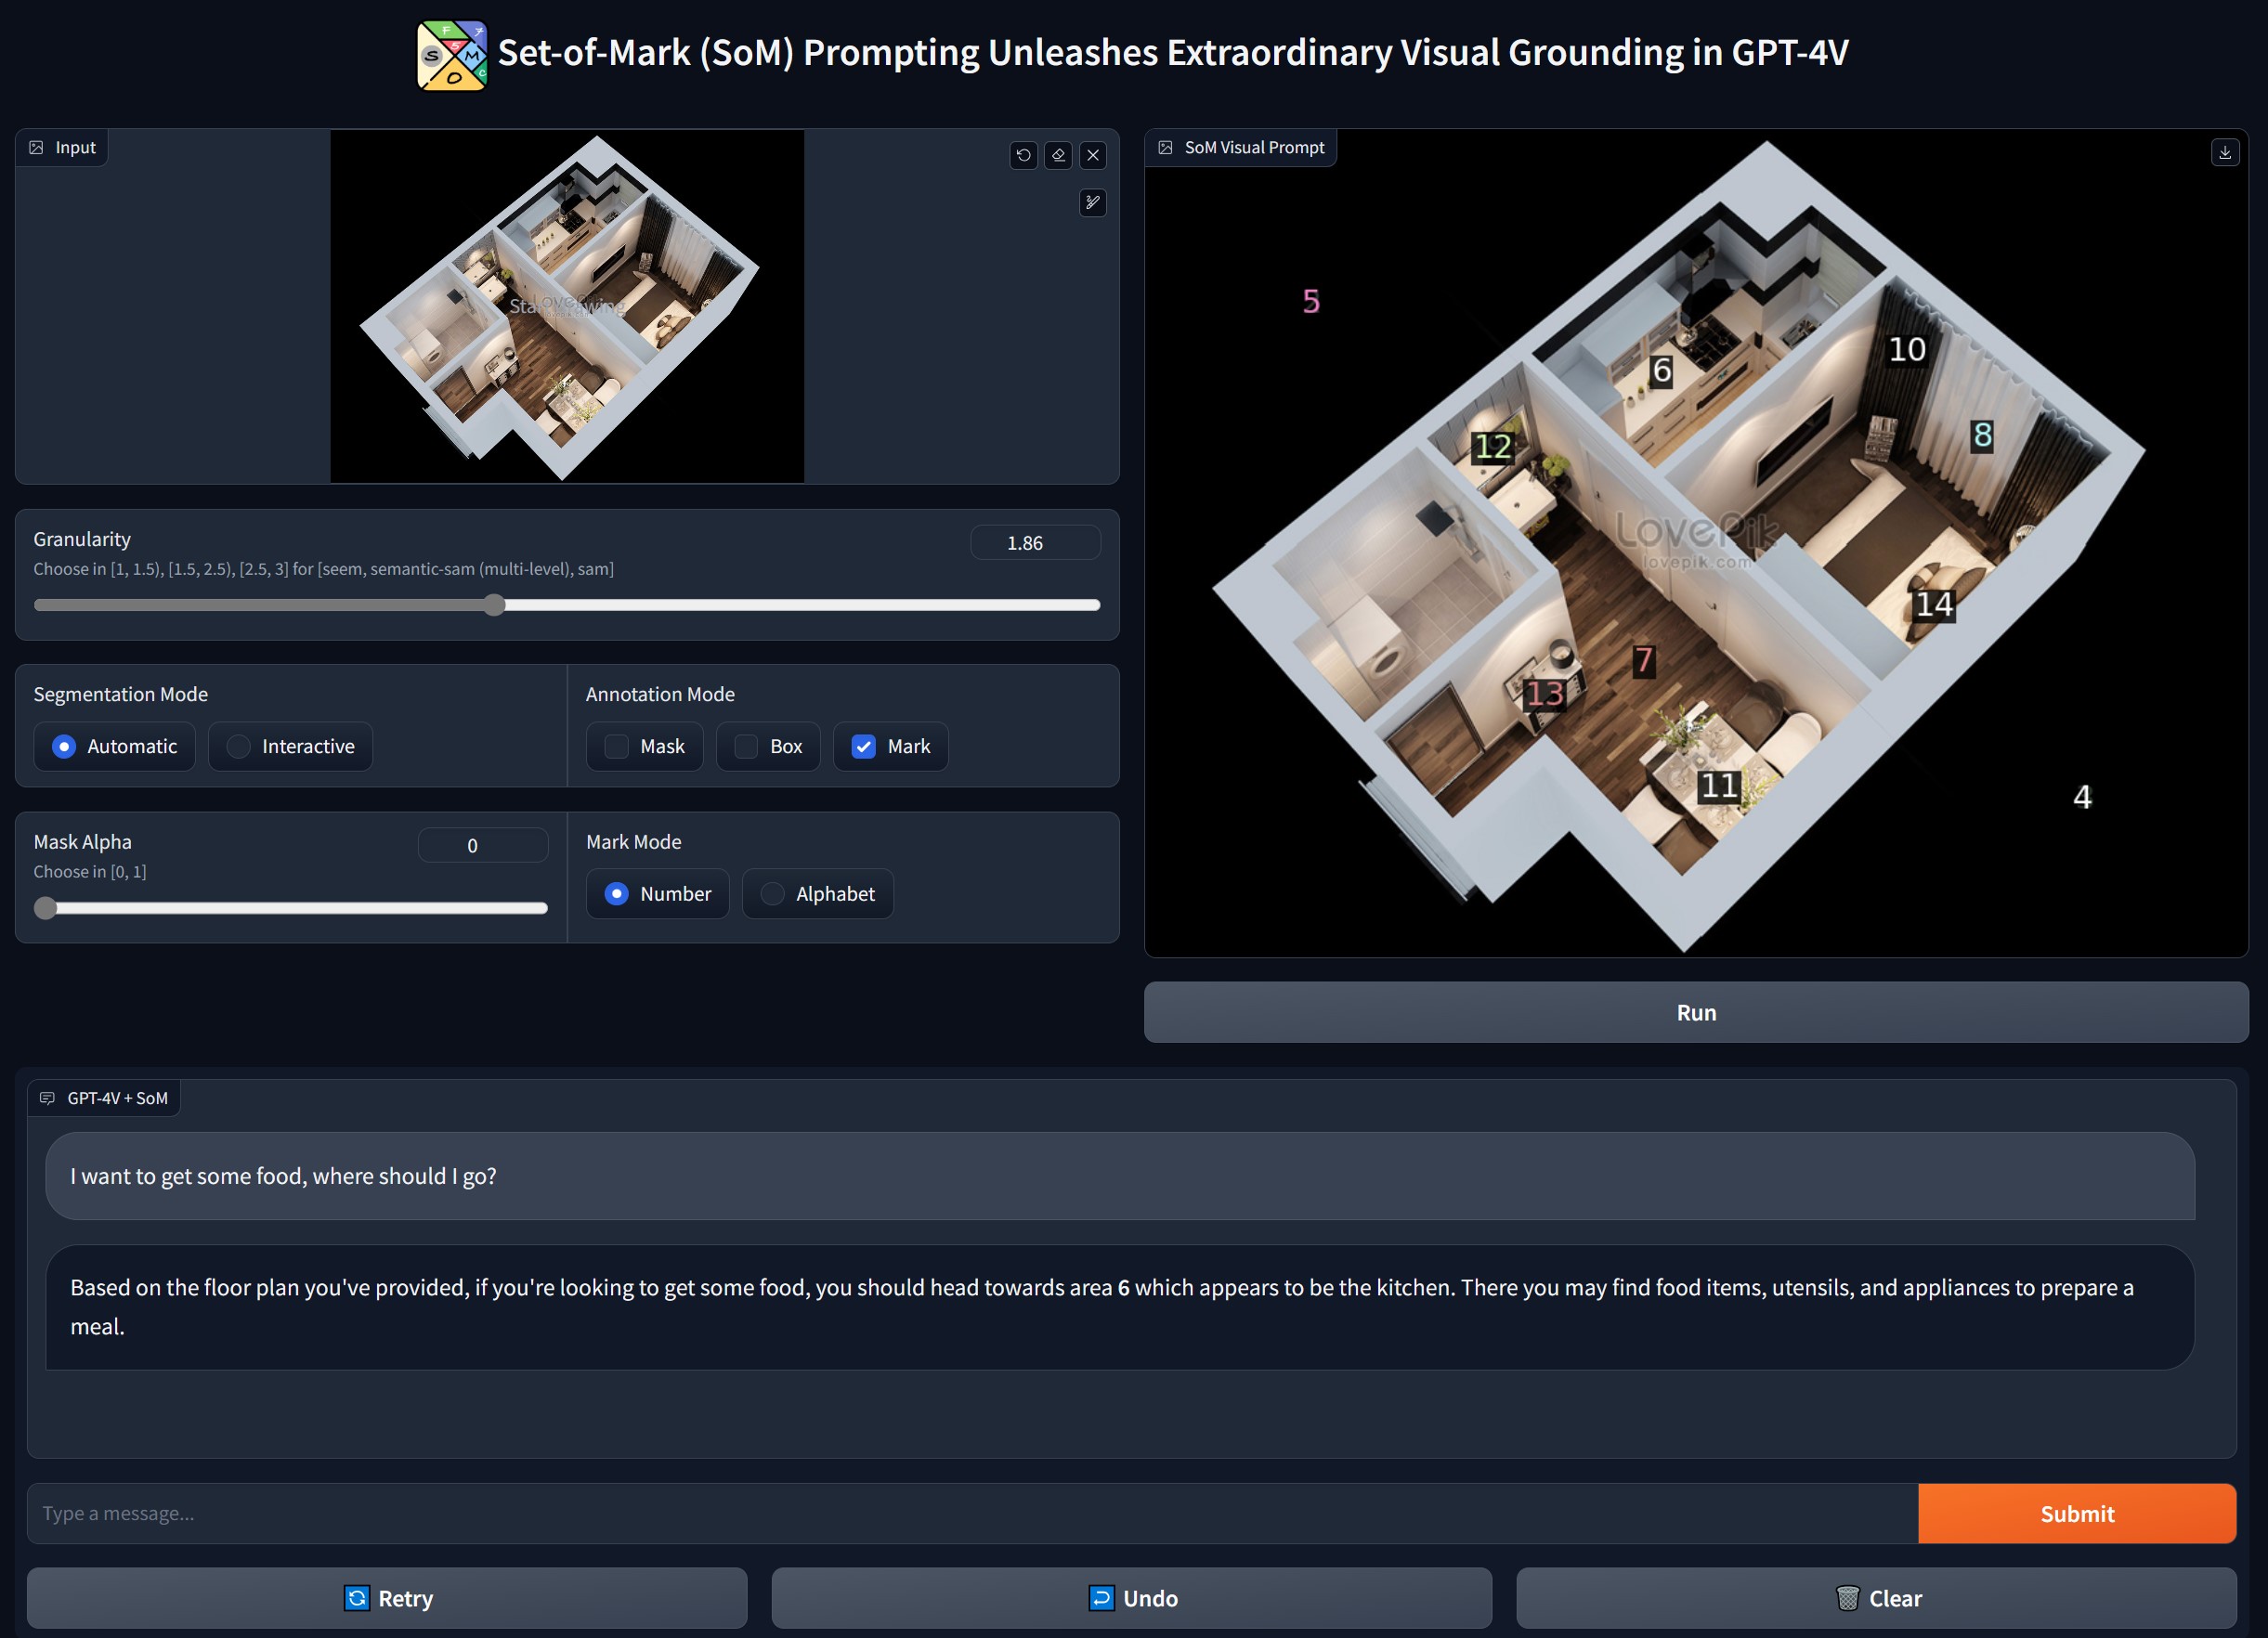 F 7 S S M O C
Set-of-Mark (SoM) Prompting Unleashes Extraordinary Visual Grounding in GPT-4V
Input
SoM Visual Prompt
5
10
6
8
12
LovePik
lovepik.com
14
7
13
11
4
Granularity
1.86
Choose in [1, 1.5), [1.5, 2.5), [2.5, 3] for [seem, semantic-sam (multi-level), sam]
Segmentation Mode
Automatic
Interactive
Annotation Mode
Mask
Box
Mark
Mask Alpha
0
Choose in [0, 1]
Mark Mode
Number
Alphabet
Run
GPT-4V + SoM
I want to get some food, where should I go?
Based on the floor plan you've provided, if you're looking to get some food, you should head towards area 6 which appears to be the kitchen. There you may find food items, utensils, and appliances to prepare a
meal.
Type a message...
Submit
Retry
Undo
Clear